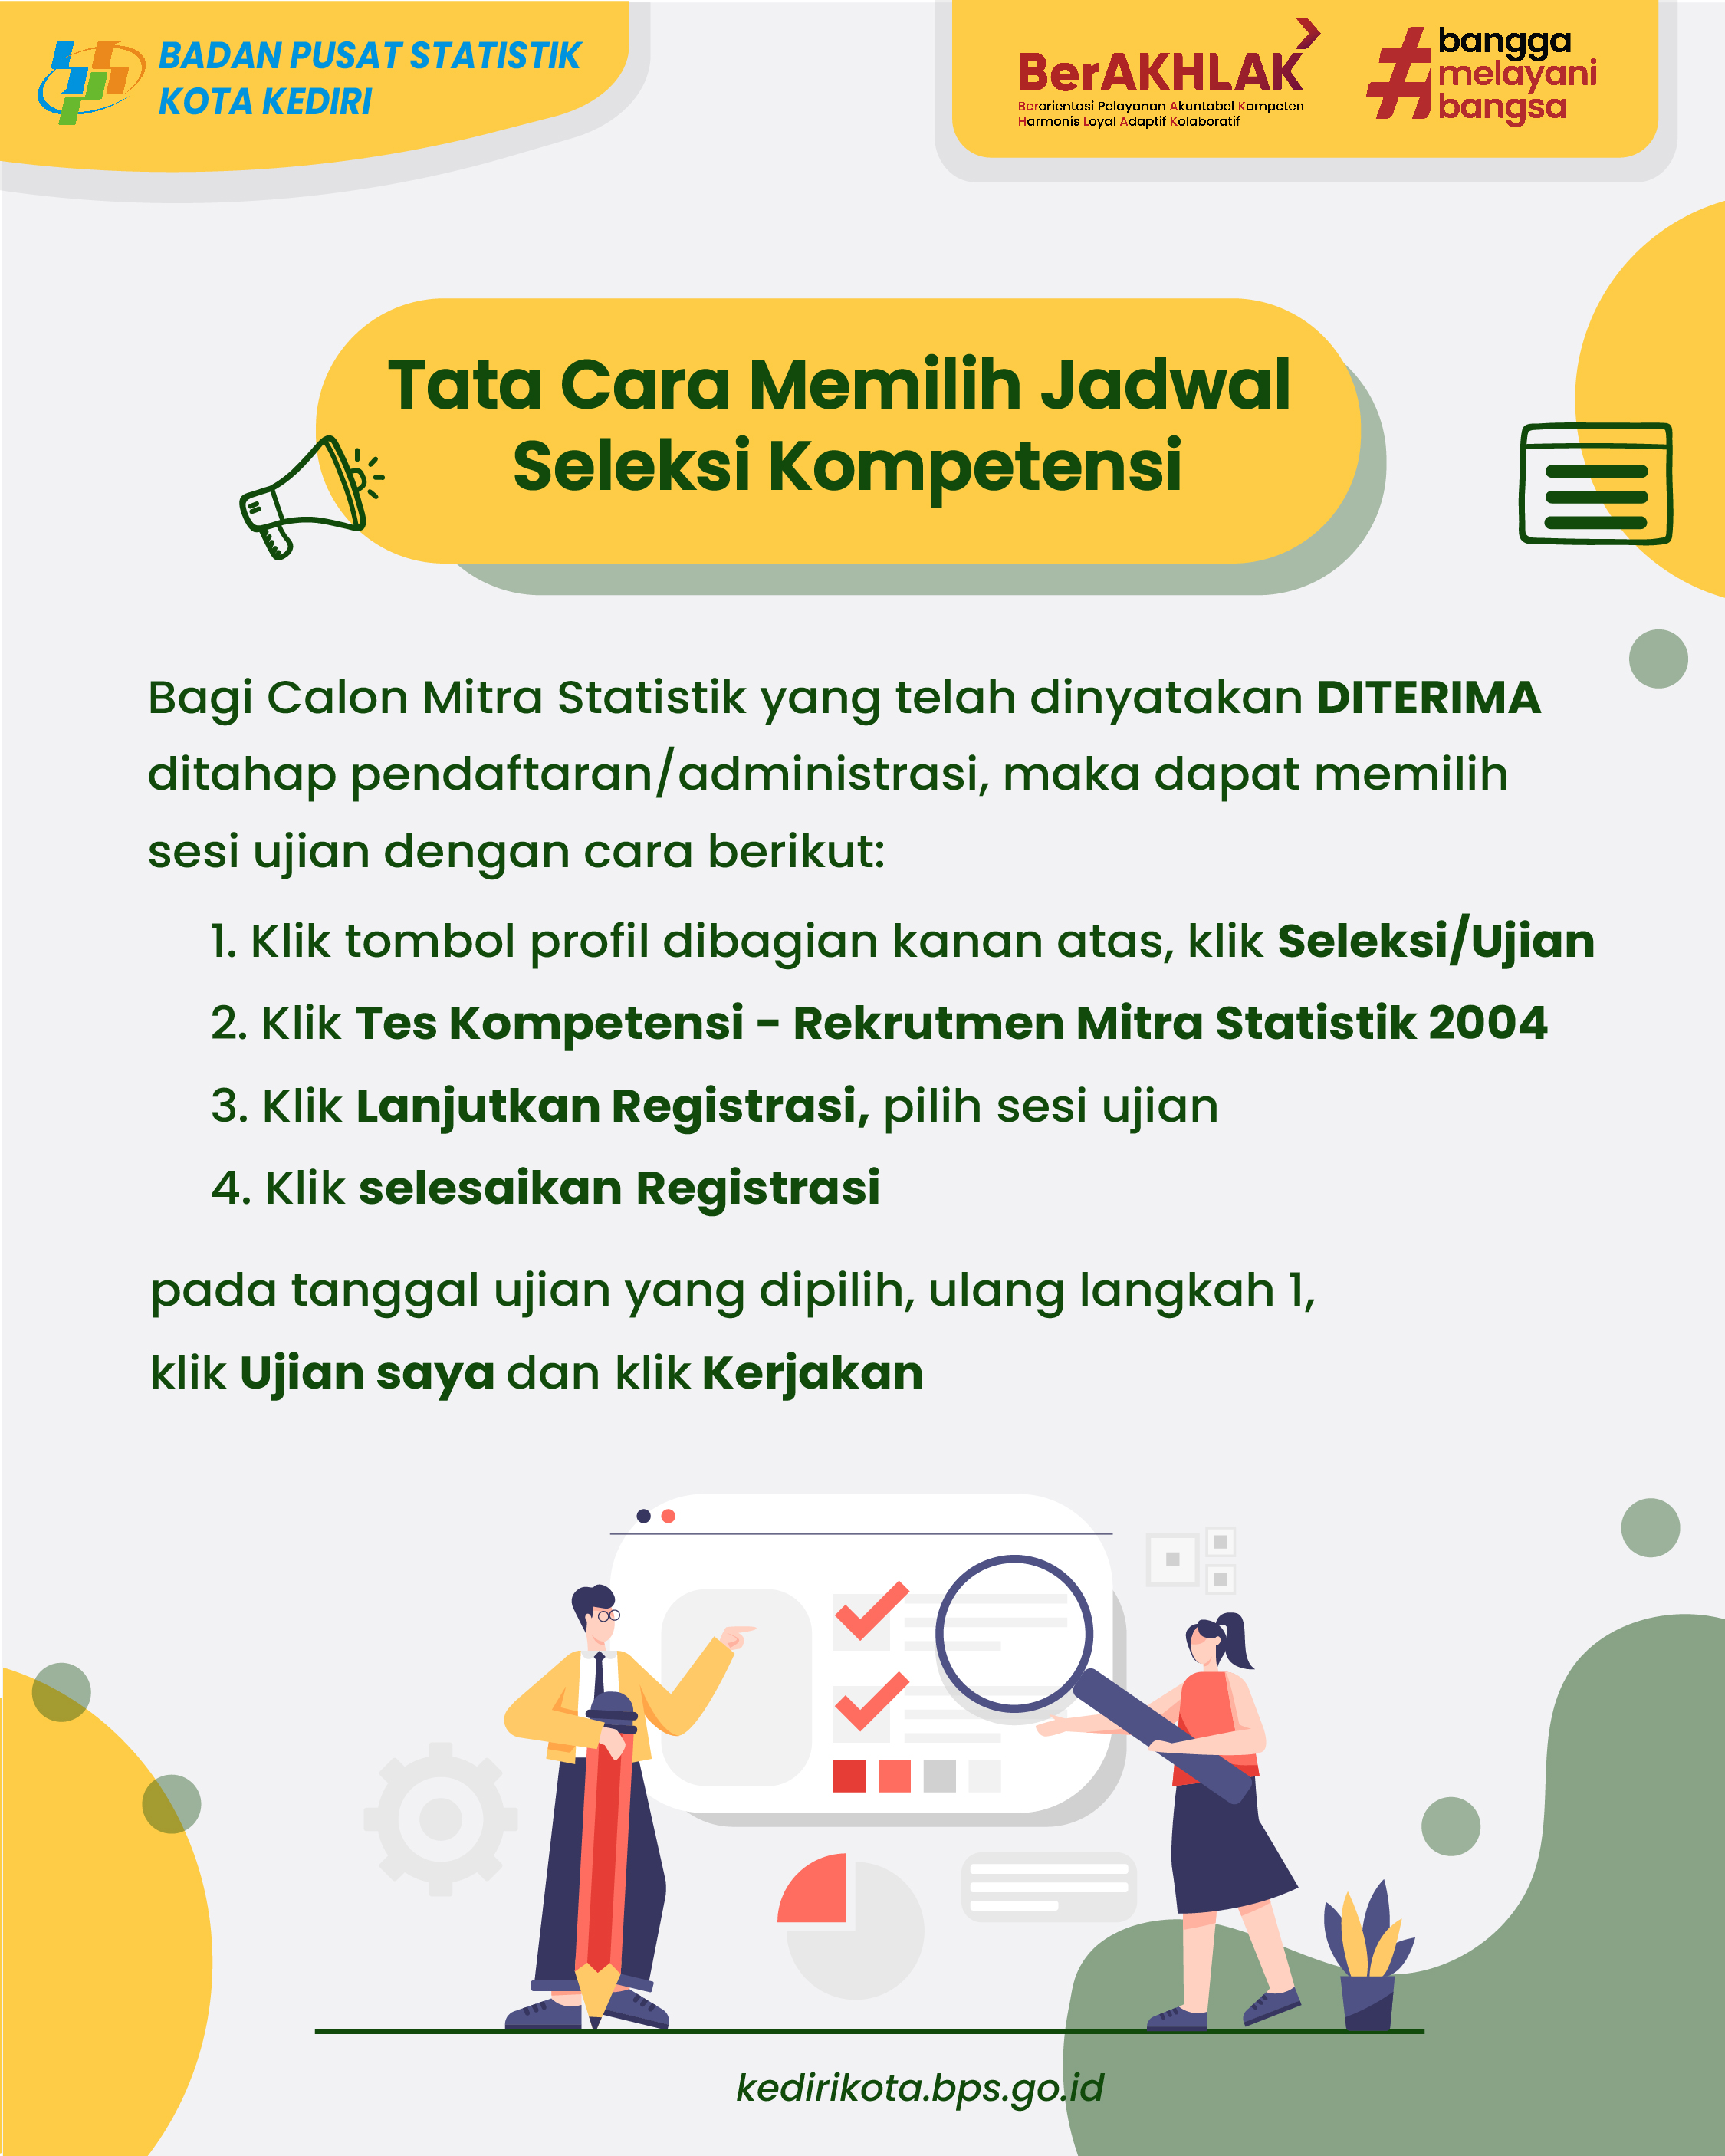 BADAN PUSAT STATISTIK
KOTA KEDIRI
BerAKHLAK
Berorientasi Pelayanan Akuntabel Kompeten
Harmonis Loyal Adaptif Kolaboratif
#bangga
melayani
bangsa
Tata Cara Memilih Jadwal
Seleksi Kompetensi
Bagi Calon Mitra Statistik yang telah dinyatakan DITERIMA
ditahap pendaftaran/administrasi, maka dapat memilih
sesi ujian dengan cara berikut:
1. Klik tombol profil dibagian kanan atas, klik Seleksi/Ujian
2. Klik Tes Kompetensi - Rekrutmen Mitra Statistik 2004
3. Klik Lanjutkan Registrasi, pilih sesi ujian
4. Klik selesaikan Registrasi
pada tanggal ujian yang dipilih, ulang langkah 1,
klik Ujian saya dan klik Kerjakan
kedirikota.bps.go.id